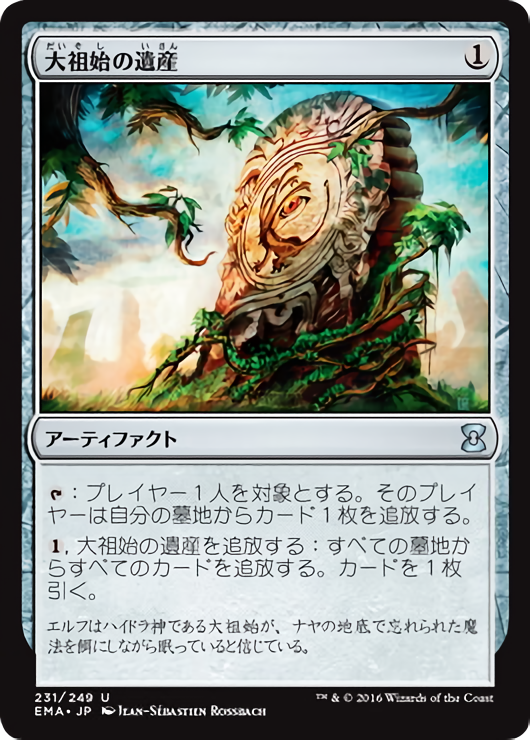 だいそし いさん
大祖始の遺産 1
アーティファクト
：プレイヤー１人を対象とする。そのプレイ
ヤーは自分の墓地からカード１枚を追放する。
1, 大祖始の遺産を追放する：すべての墓地か
らすべてのカードを追放する。カードを１枚
引く。
エルフはハイドラ神である大祖始が、ナヤの地底で忘れられた魔
法を餌にしながら眠っていると信じている。
231/249 U
™ & © 2016 Wizards of the Coast
EMA • JP Jean-Sébastien Rossbach